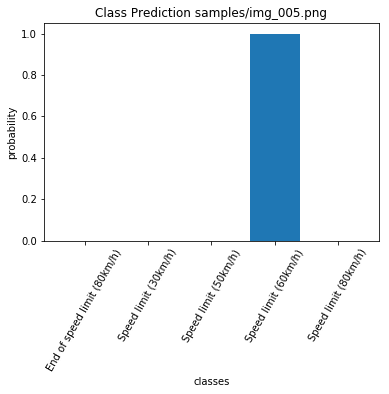 Class Prediction samples/img_005.png
1.0
0.8
0.6
0.4
0.2
0.0
probability
End of speed limit (80km/h)
Speed limit (30km/h)
Speed limit (50km/h)
Speed limit (60km/h)
Speed limit (80km/h)
classes